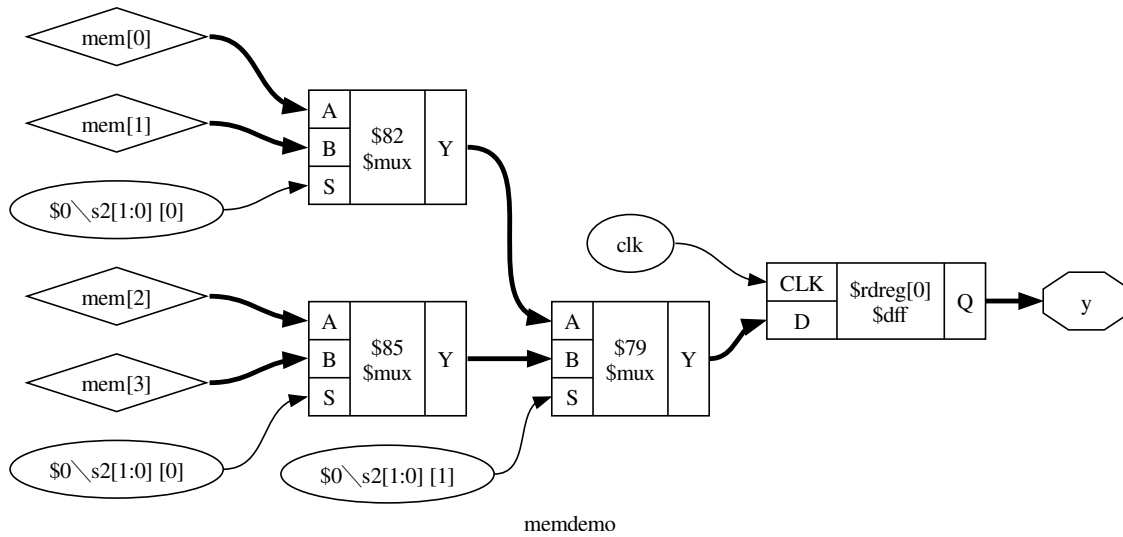 mem[0]
mem[1]
$0\s2[1:0] [0]
A
B
S
$82
$mux
Y
mem[2]
mem[3]
$0\s2[1:0] [0]
A
B
S
$85
$mux
Y
$0\s2[1:0] [1]
A
B
S
$79
$mux
Y
clk
CLK
D
$rdreg[0]
$dff
Q
y
memdemo